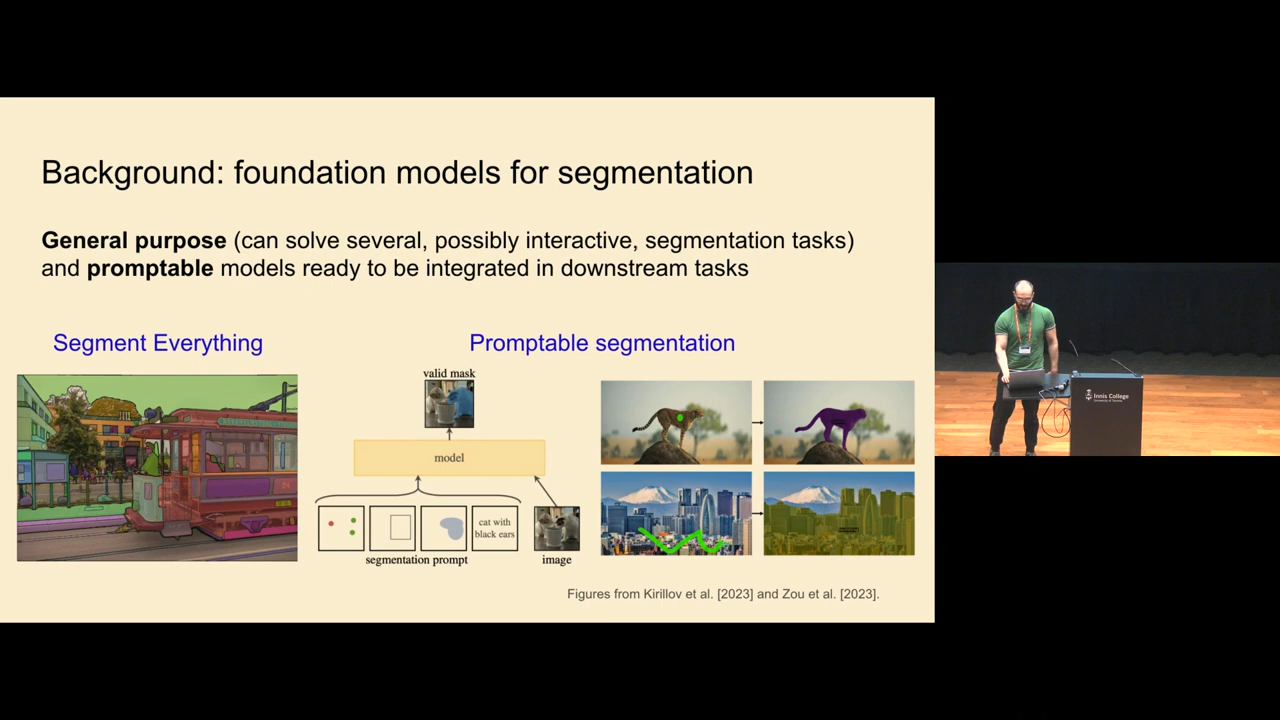 Background: foundation models for segmentation
General purpose (can solve several, possibly interactive, segmentation tasks)
and promptable models ready to be integrated in downstream tasks
Segment Everything
Promptable segmentation
valid mask
model
cat with
black ears
segmentation prompt
image
Figures from Kirillov et al. [2023] and Zou et al. [2023].
Innis College